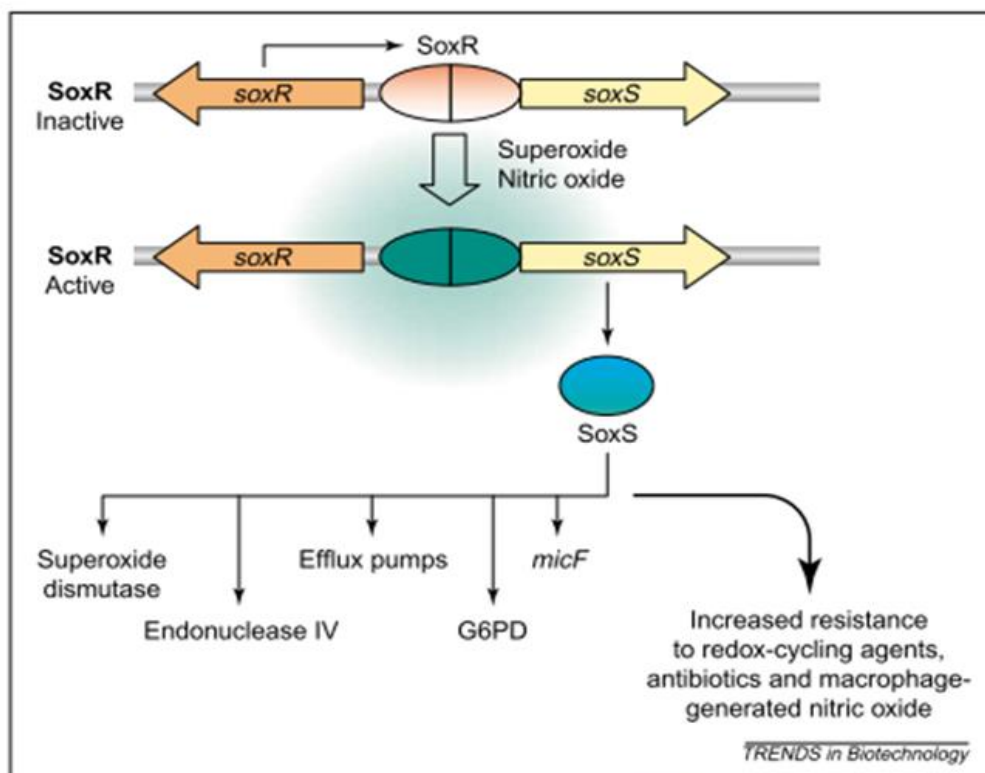 SoxR
SoxR
Inactive
soxR
soxS
Superoxide
Nitric oxide
SoxR
Active
soxR
soxS
SoxS
Superoxide
dismutase
Efflux pumps
micF
Endonuclease IV
G6PD
Increased resistance
to redox-cycling agents,
antibiotics and macrophage-
generated nitric oxide
TRENDS in Biotechnology